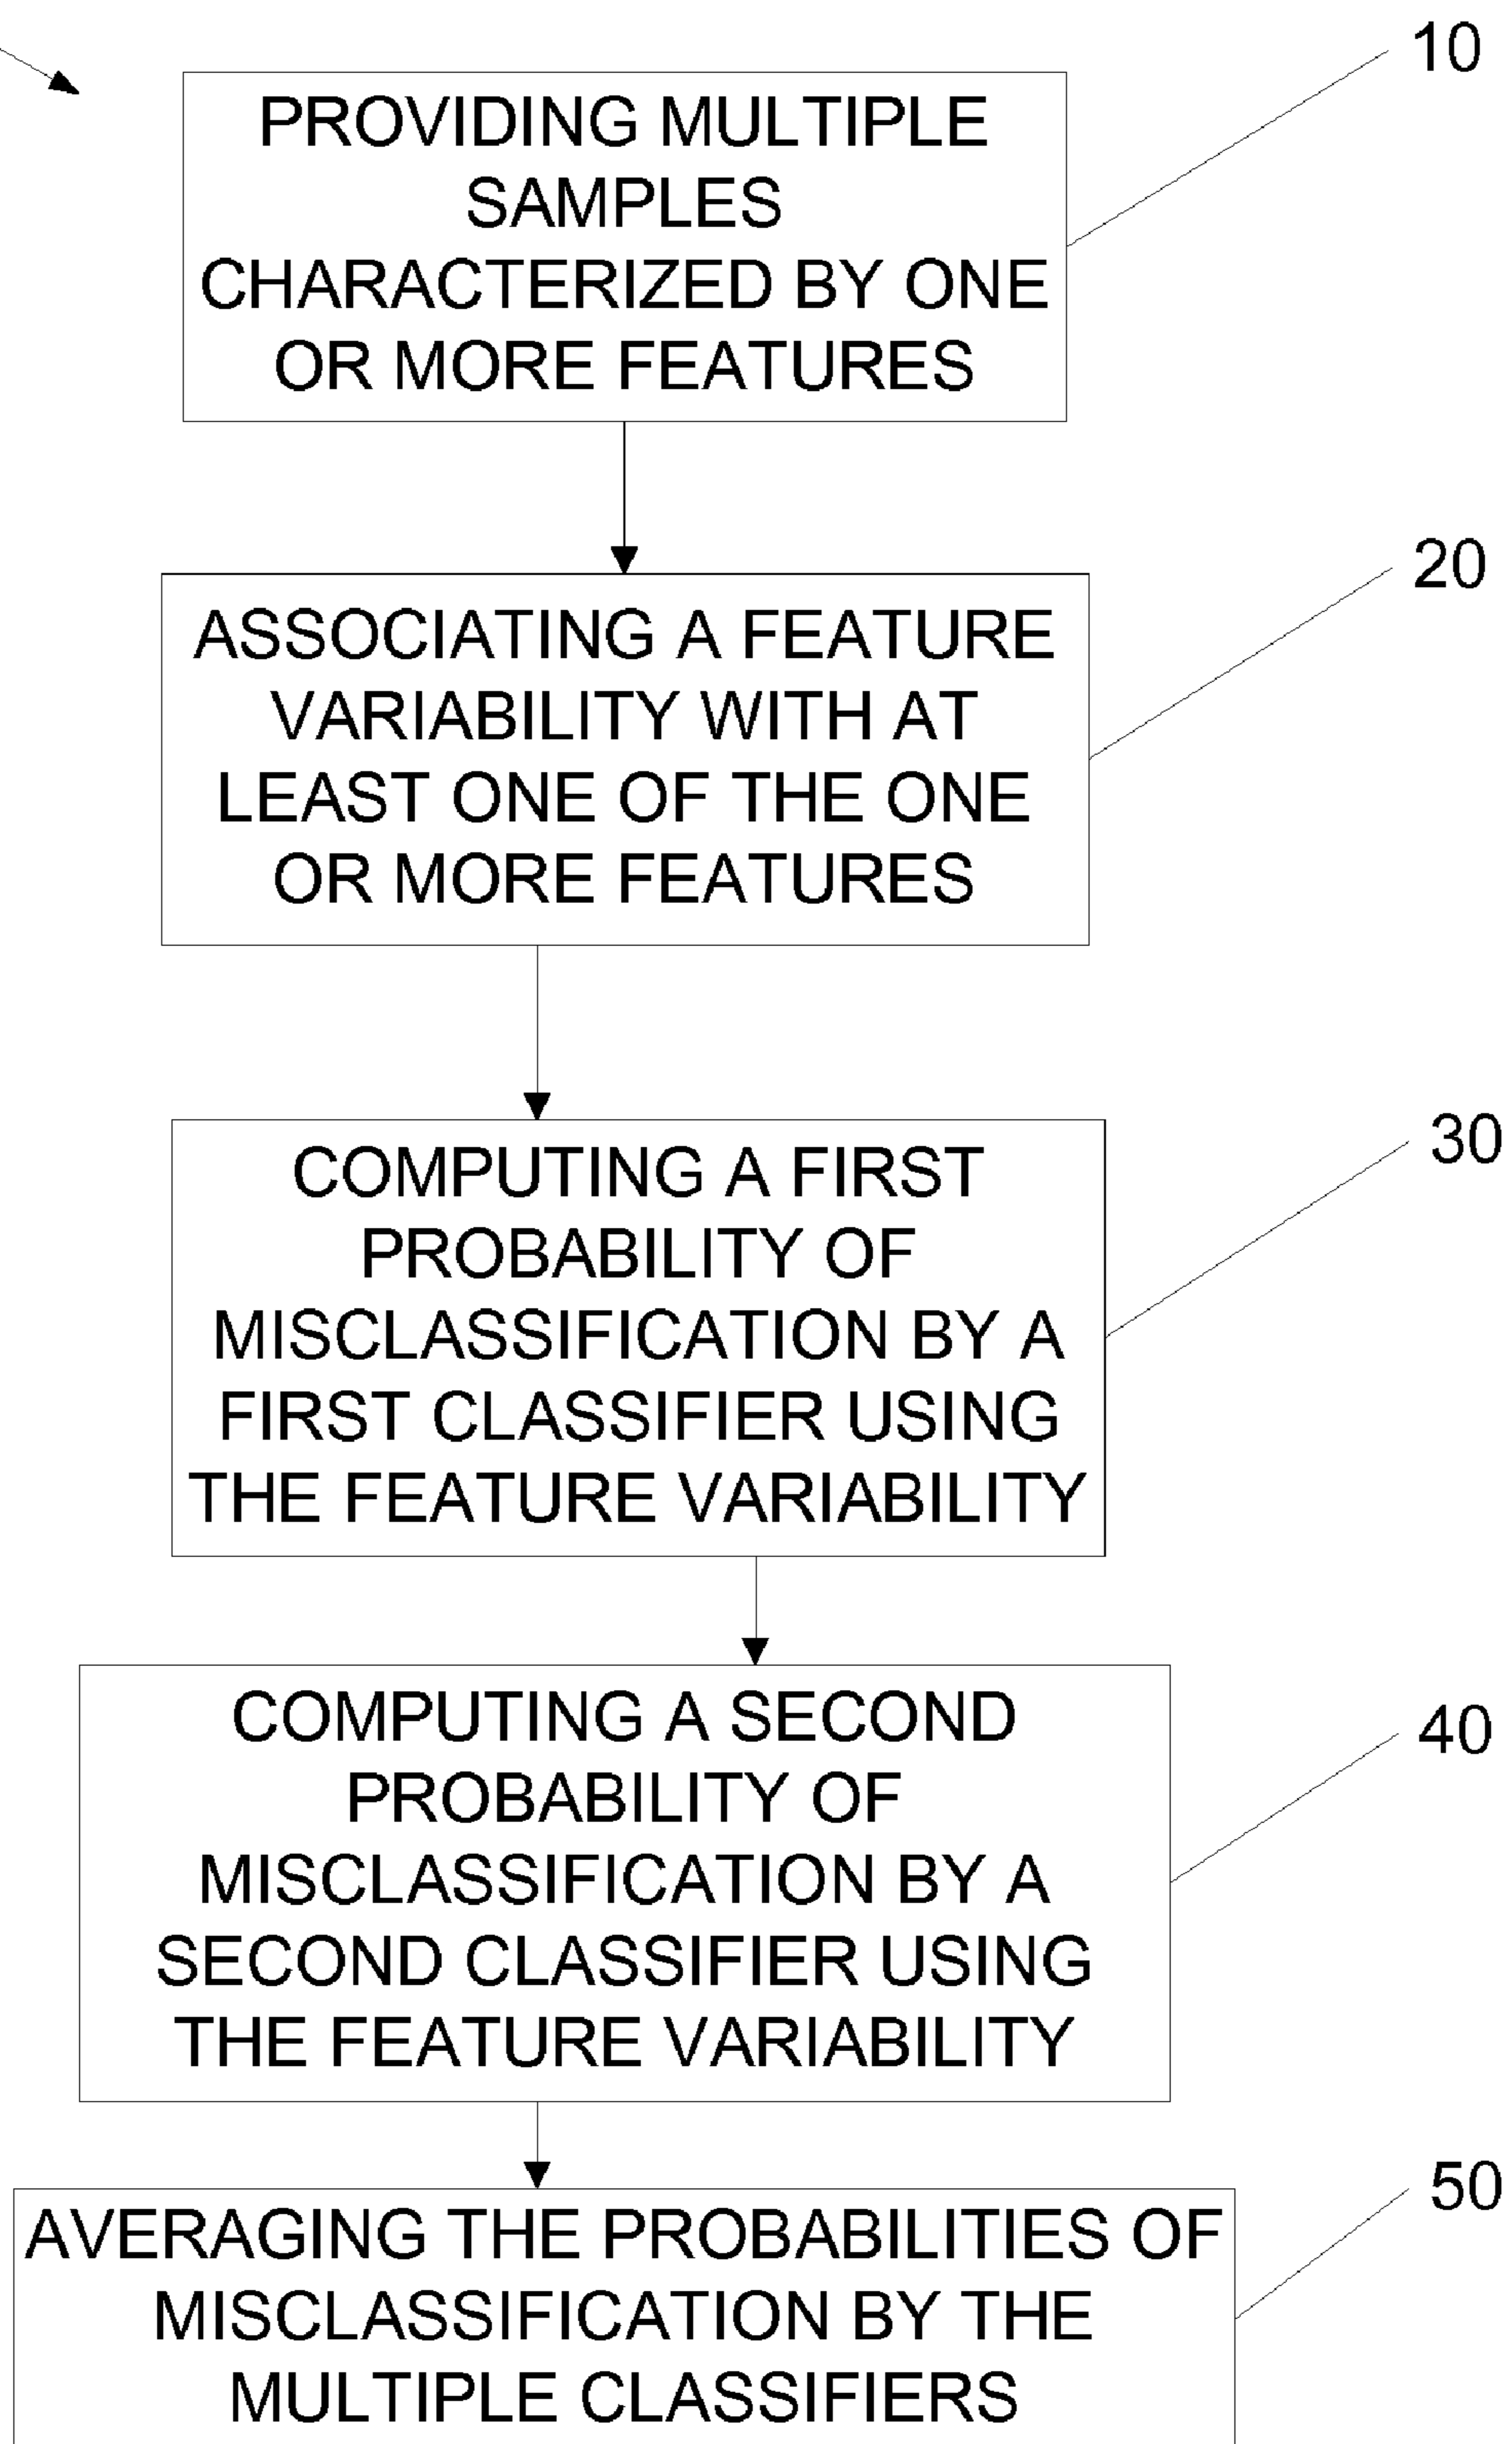 10
PROVIDING MULTIPLE
SAMPLES
CHARACTERIZED BY ONE
OR MORE FEATURES
20
ASSOCIATING A FEATURE
VARIABILITY WITH AT
LEAST ONE OF THE ONE
OR MORE FEATURES
30
COMPUTING A FIRST
PROBABILITY OF
MISCLASSIFICATION BY A
FIRST CLASSIFIER USING
THE FEATURE VARIABILITY
40
COMPUTING A SECOND
PROBABILITY OF
MISCLASSIFICATION BY A
SECOND CLASSIFIER USING
THE FEATURE VARIABILITY
50
AVERAGING THE PROBABILITIES OF
MISCLASSIFICATION BY THE
MULTIPLE CLASSIFIERS